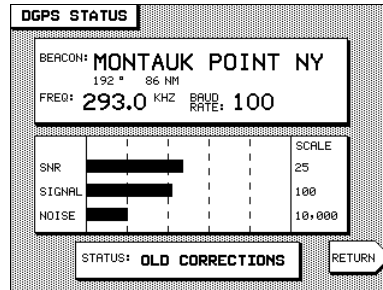 DGPS STATUS
BEACON: MONTAUK POINT NY
192° 86 NM
FREQ: 293.0 KHZ BAUD RATE: 100
SCALE
SNR 25
SIGNAL 100
NOISE 10,000
STATUS: OLD CORRECTIONS
RETURN